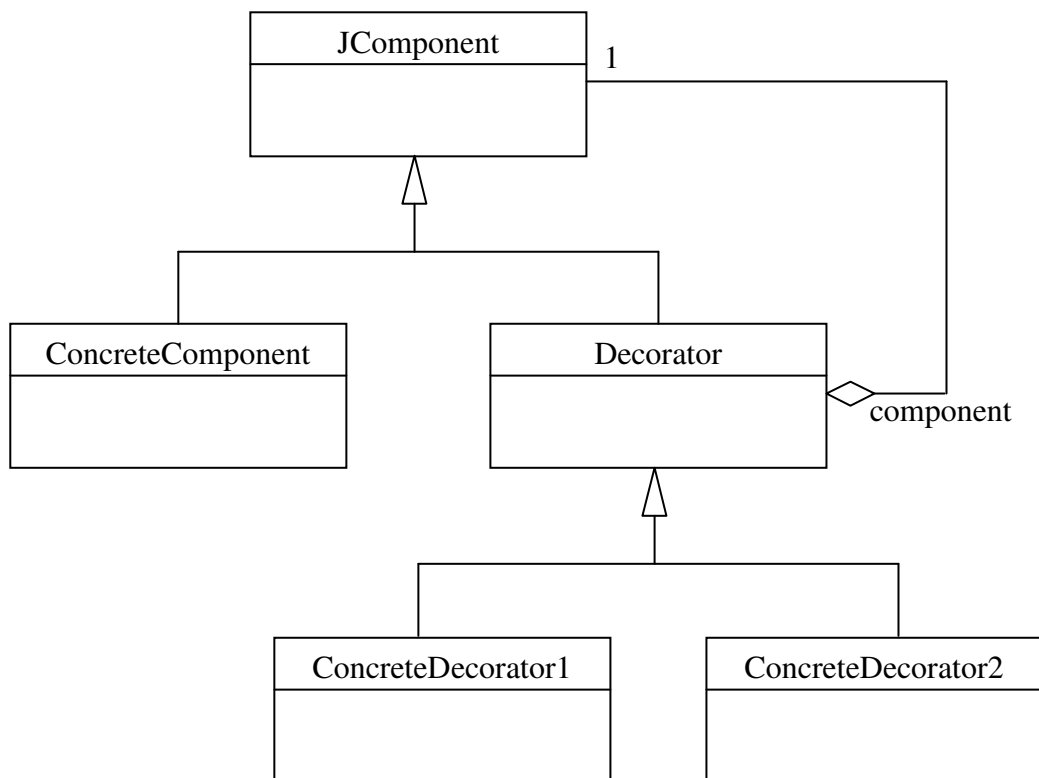 JComponent
1
ConcreteComponent
Decorator
component
ConcreteDecorator1
ConcreteDecorator2